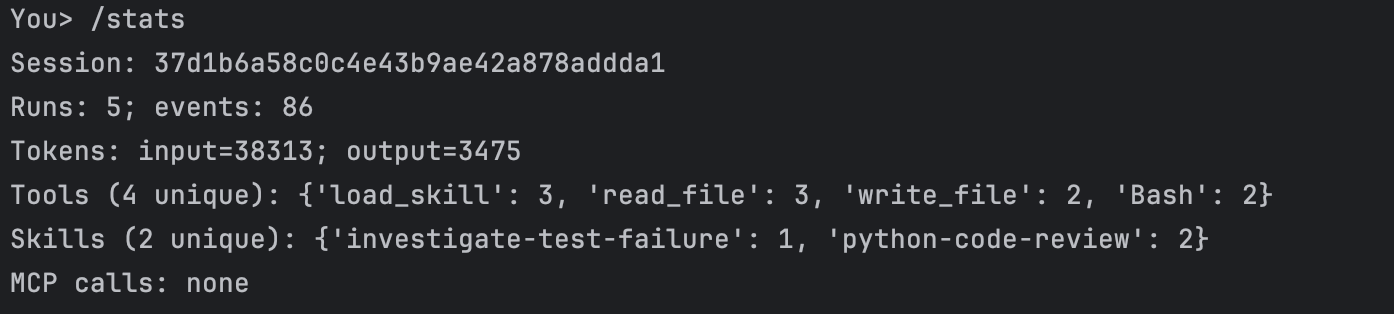 You> /stats
Session: 37d1b6a58c0c4e43b9ae42a878addda1
Runs: 5; events: 86
Tokens: input=38313; output=3475
Tools (4 unique): {'load_skill': 3, 'read_file': 3, 'write_file': 2, 'Bash': 2}
Skills (2 unique): {'investigate-test-failure': 1, 'python-code-review': 2}
MCP calls: none